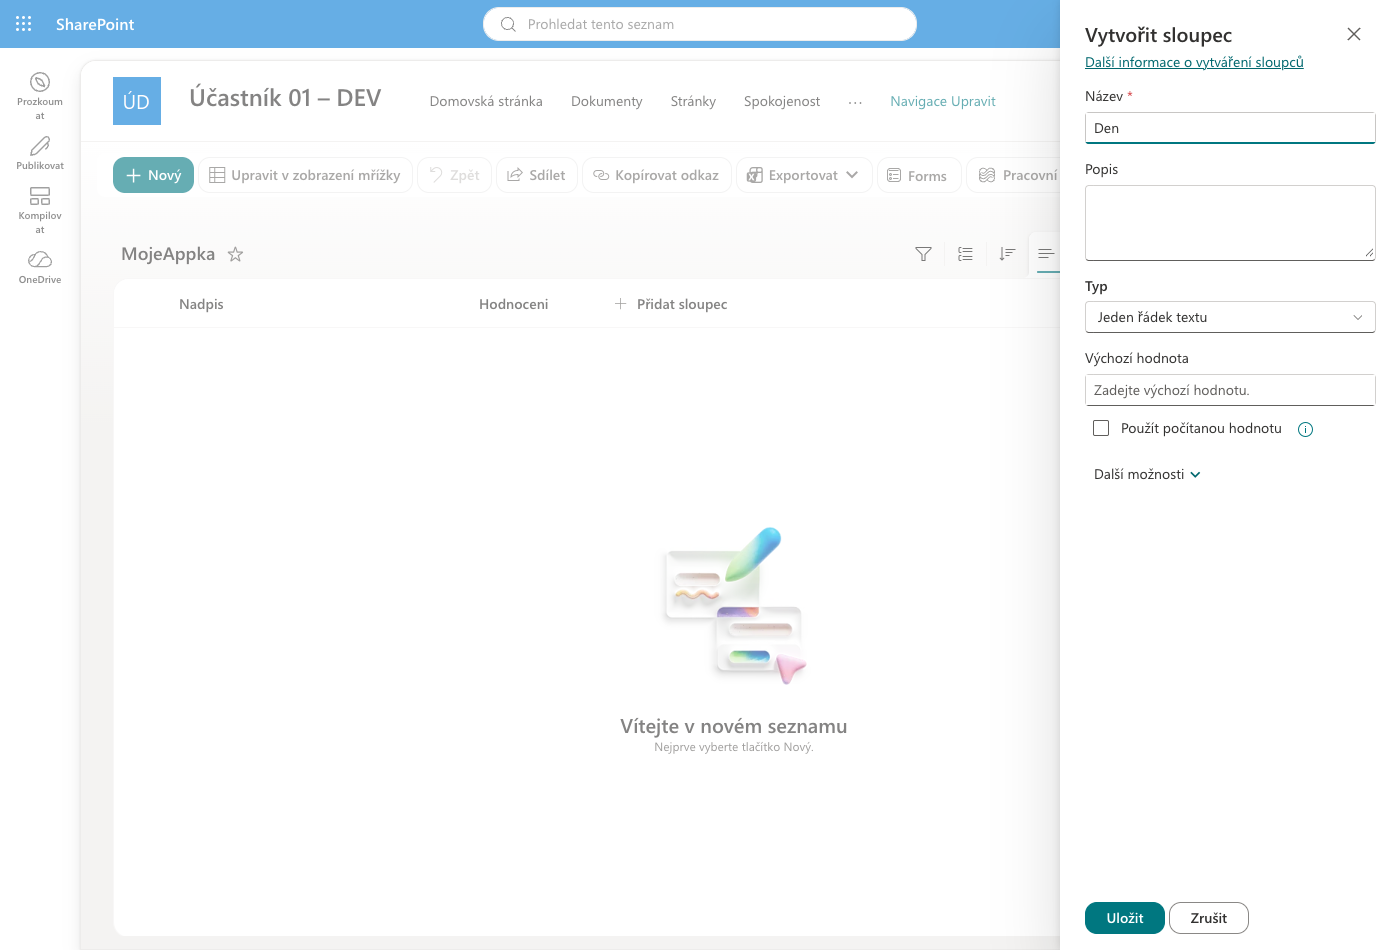 SharePoint
Prohledat tento seznam
Prozkoum
at
Publikovat
Kompilov
at
OneDrive
ÚD
Účastník 01 – DEV
Domovská stránka
Dokumenty
Stránky
Spokojenost
...
Navigace Upravit
Nový
Upravit v zobrazení mřížky
Zpět
Sdílet
Kopírovat odkaz
Exportovat
Forms
Pracovní
MojeAppka
Nadpis
Hodnoceni
Přidat sloupec
Vítejte v novém seznamu
Nejprve vyberte tlačítko Nový.
Vytvořit sloupec
Další informace o vytváření sloupců
Název *
Den
Popis
Typ
Jeden řádek textu
Výchozí hodnota
Zadejte výchozí hodnotu.
Použít počítanou hodnotu
Další možnosti
Uložit
Zrušit